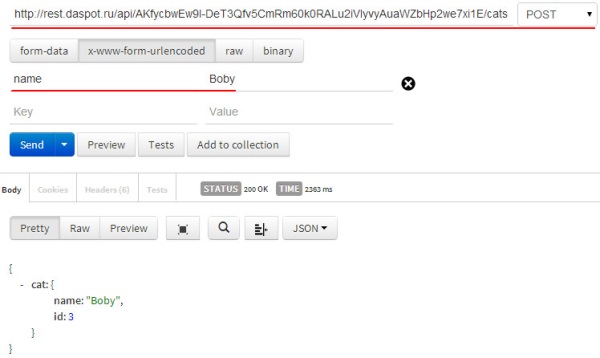 http://rest.daspot.ru/api/AKfycbwEw9I-DeT3Qfv5CmRm60k0RALu2iVlyvyAuaWZbHp2we7xi1E/cats POST
form-data x-www-form-urlencoded raw binary
name Boby
Key Value
Send Preview Tests Add to collection
Body Cookies Headers (6) Tests STATUS 200 OK TIME 2363 ms
Pretty Raw Preview JSON
{
- cat: {
name: "Boby",
id: 3
}
}